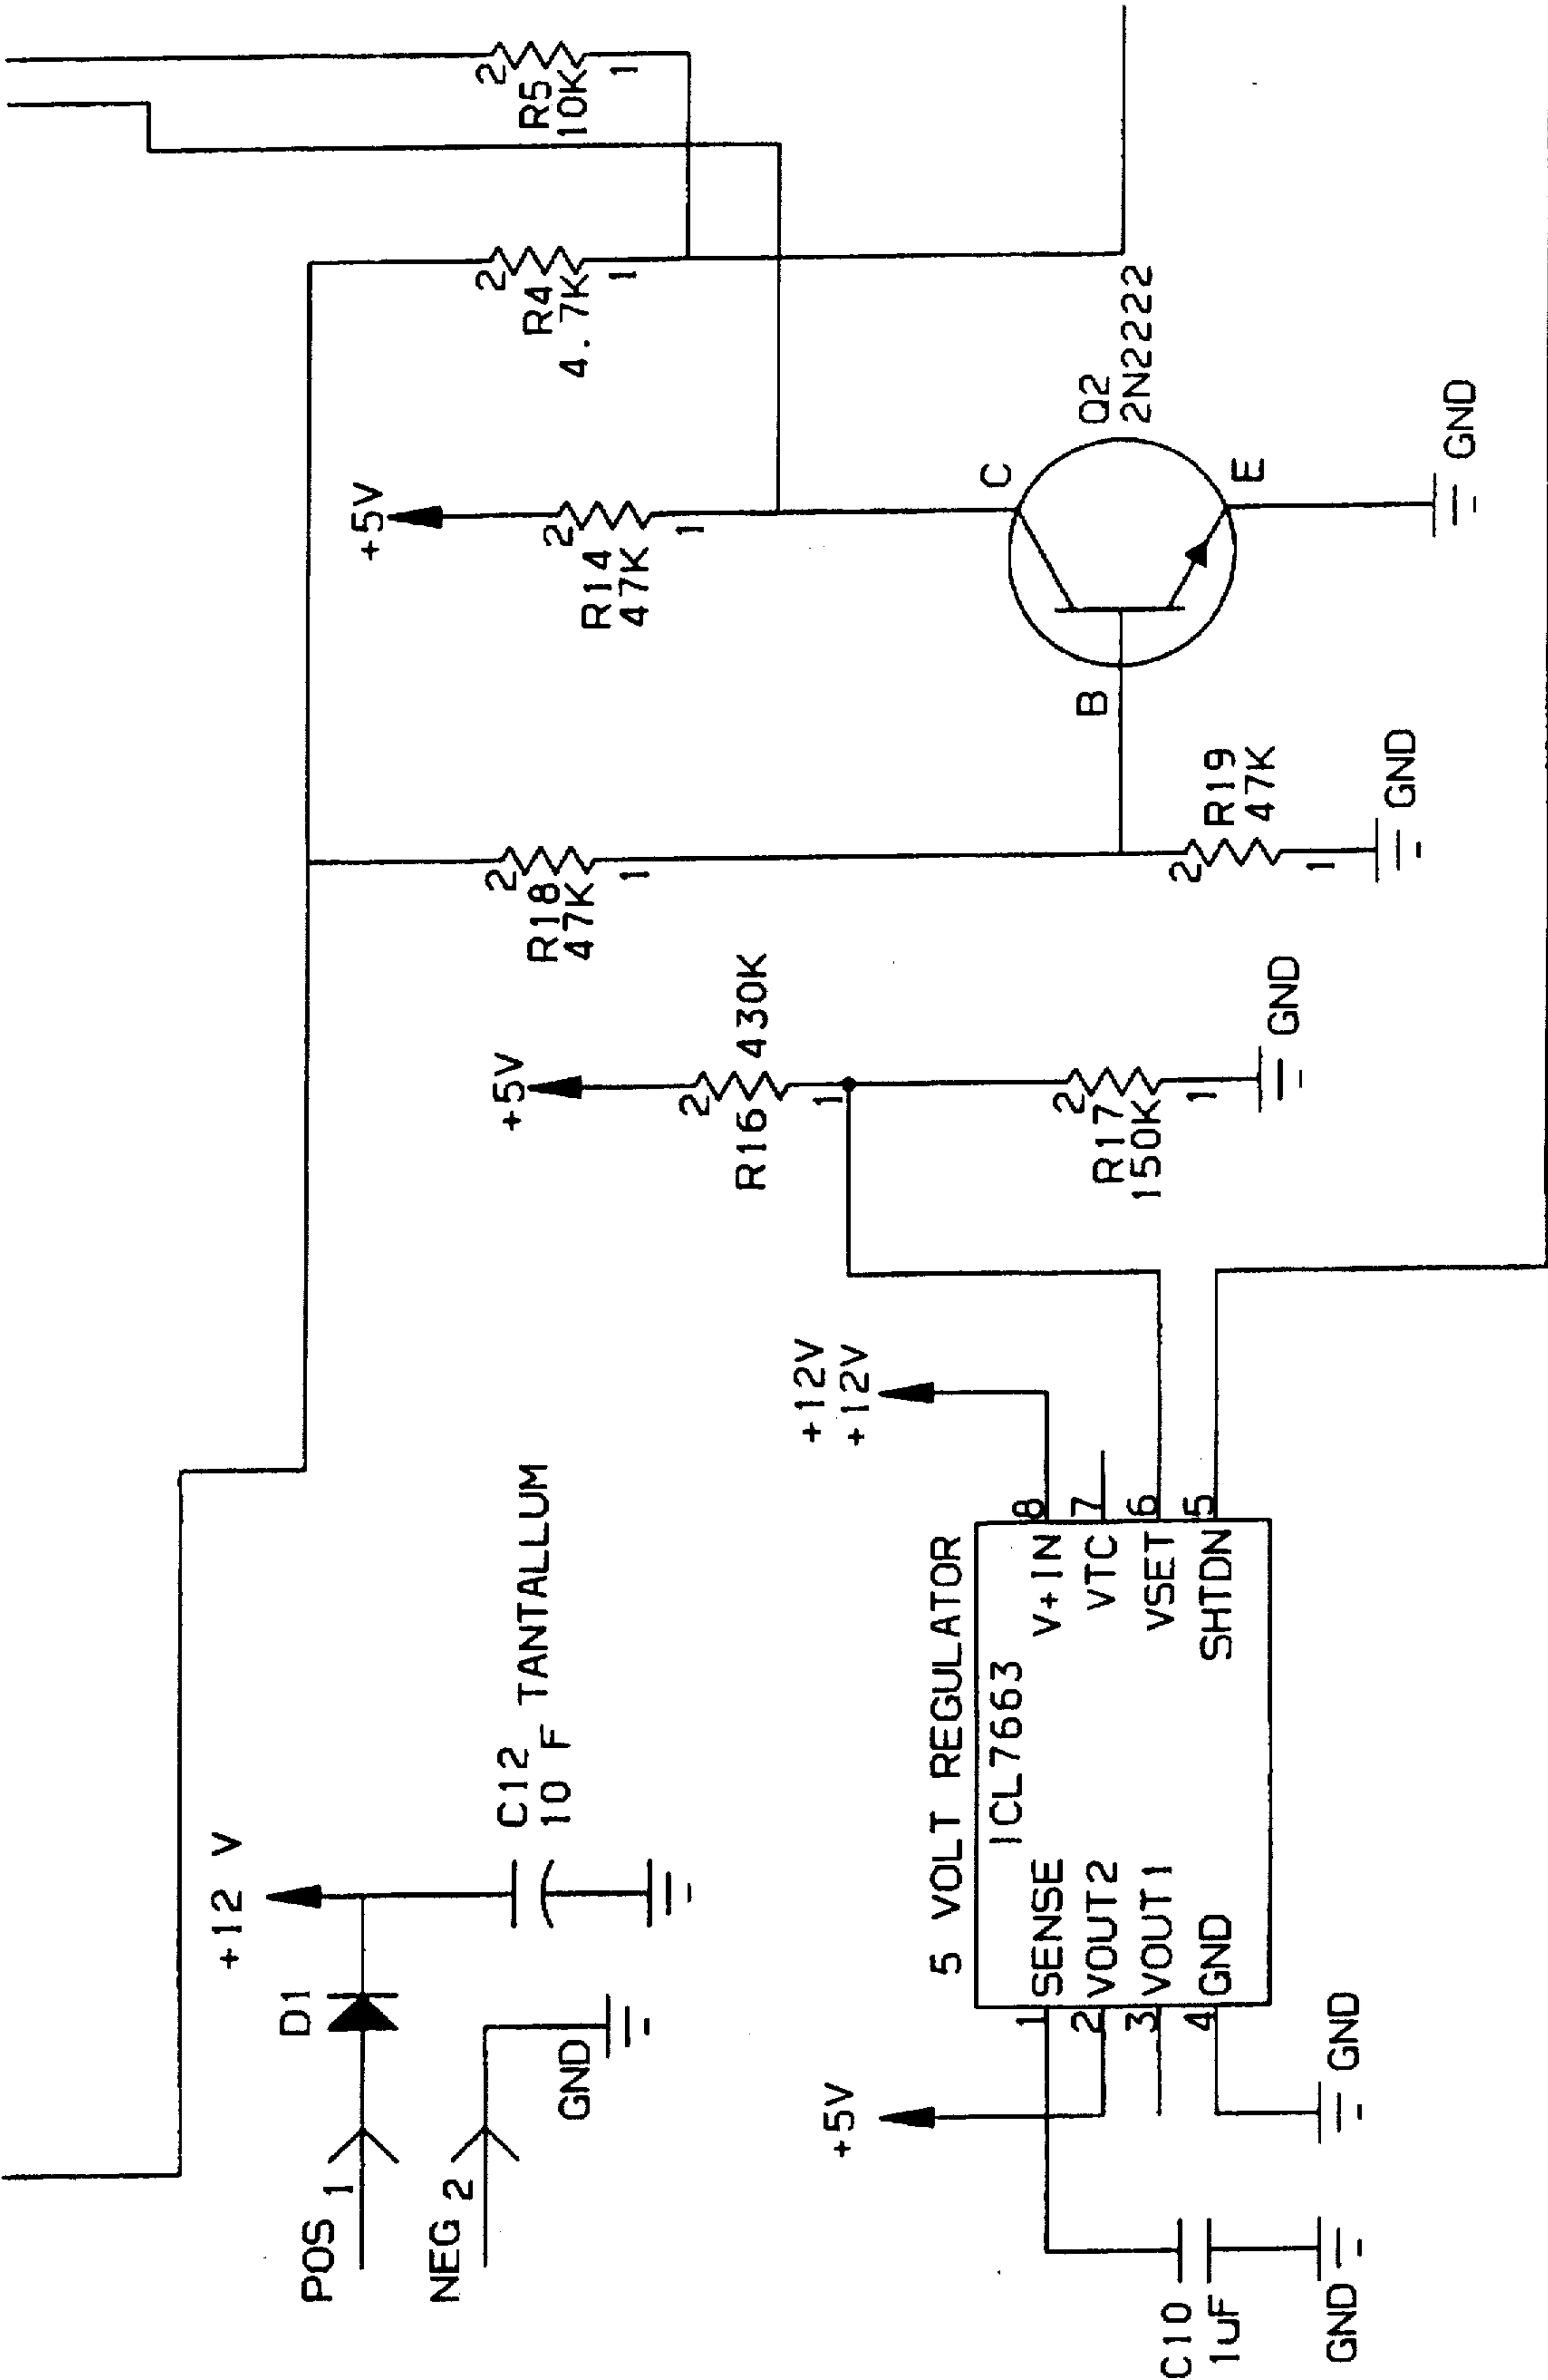 POS 1
NEG 2
GND
D1
+12 V
C12
10 F TANTALLUM
C10
1uF
GND
+5V
5 VOLT REGULATOR
ICL7663
1 SENSE
2 VOUT2
3 VOUT1
4 GND
V+IN 8
VTC 7
VSET 6
SHTDN 5
GND
+12V
+12V
+5V
2
R16 430K
1
2
R17
150K
1
GND
2
R18
47K
1
2
R19
47K
1
GND
+5V
2
R14
47K
1
B
C
E
Q2
2N2222
GND
2
R4
4.7K
1
2
R5
10K
1